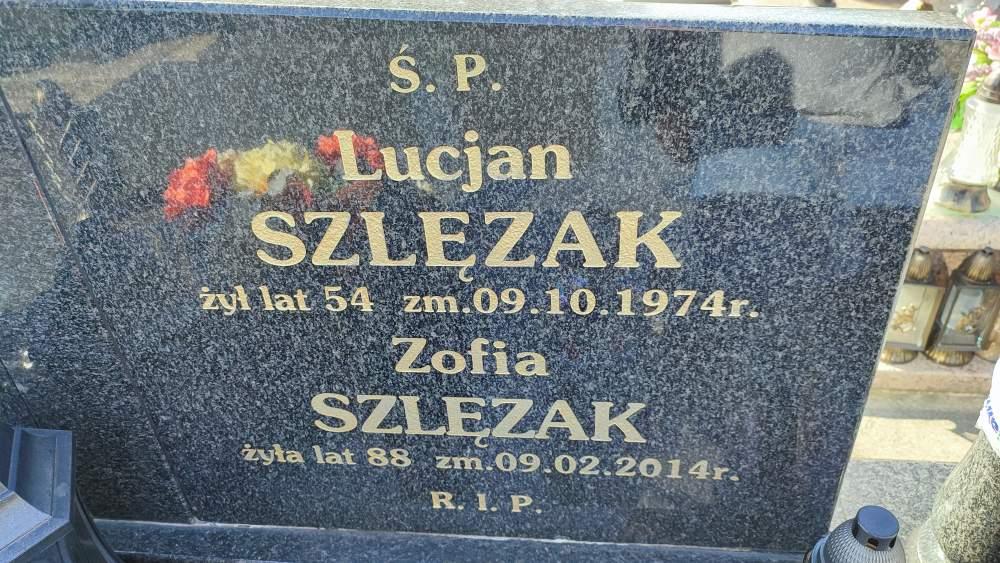 Ś. P.
Lucjan
SZLĘZAK
żył lat 54 zm.09.10.1974r.
Zofia
SZLĘZAK
żyła lat 88 zm.09.02.2014r.
R. I. P.